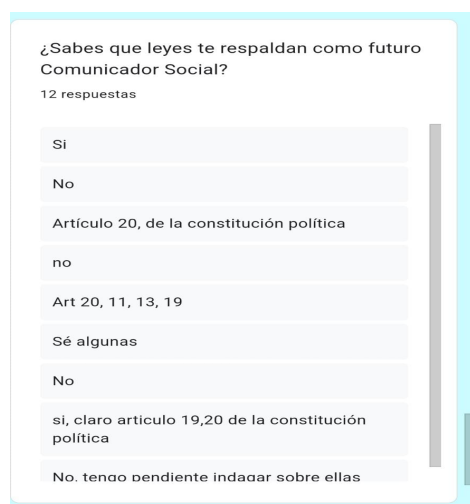 ¿Sabes que leyes te respaldan como futuro
Comunicador Social?
12 respuestas
Si
No
Artículo 20, de la constitución política
no
Art 20, 11, 13, 19
Sé algunas
No
si, claro articulo 19,20 de la constitución
política
No, tengo pendiente indagar sobre ellas